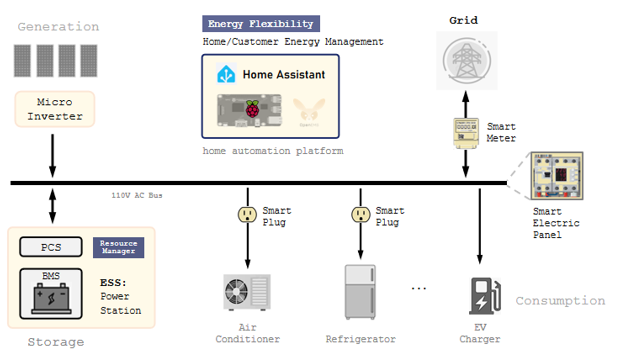 Generation
Energy Flexibility
Grid
Home/Customer Energy Management
Home Assistant
Micro
Inverter
Smart
Meter
home automation platform
110V AC Bus
Smart
Plug
Smart
Plug
Smart
Electric
Panel
PCS
Resource
Manager
BMS
ESS:
Power
Station
...
Storage
Air
Conditioner
Refrigerator
EV
Charger
Consumption